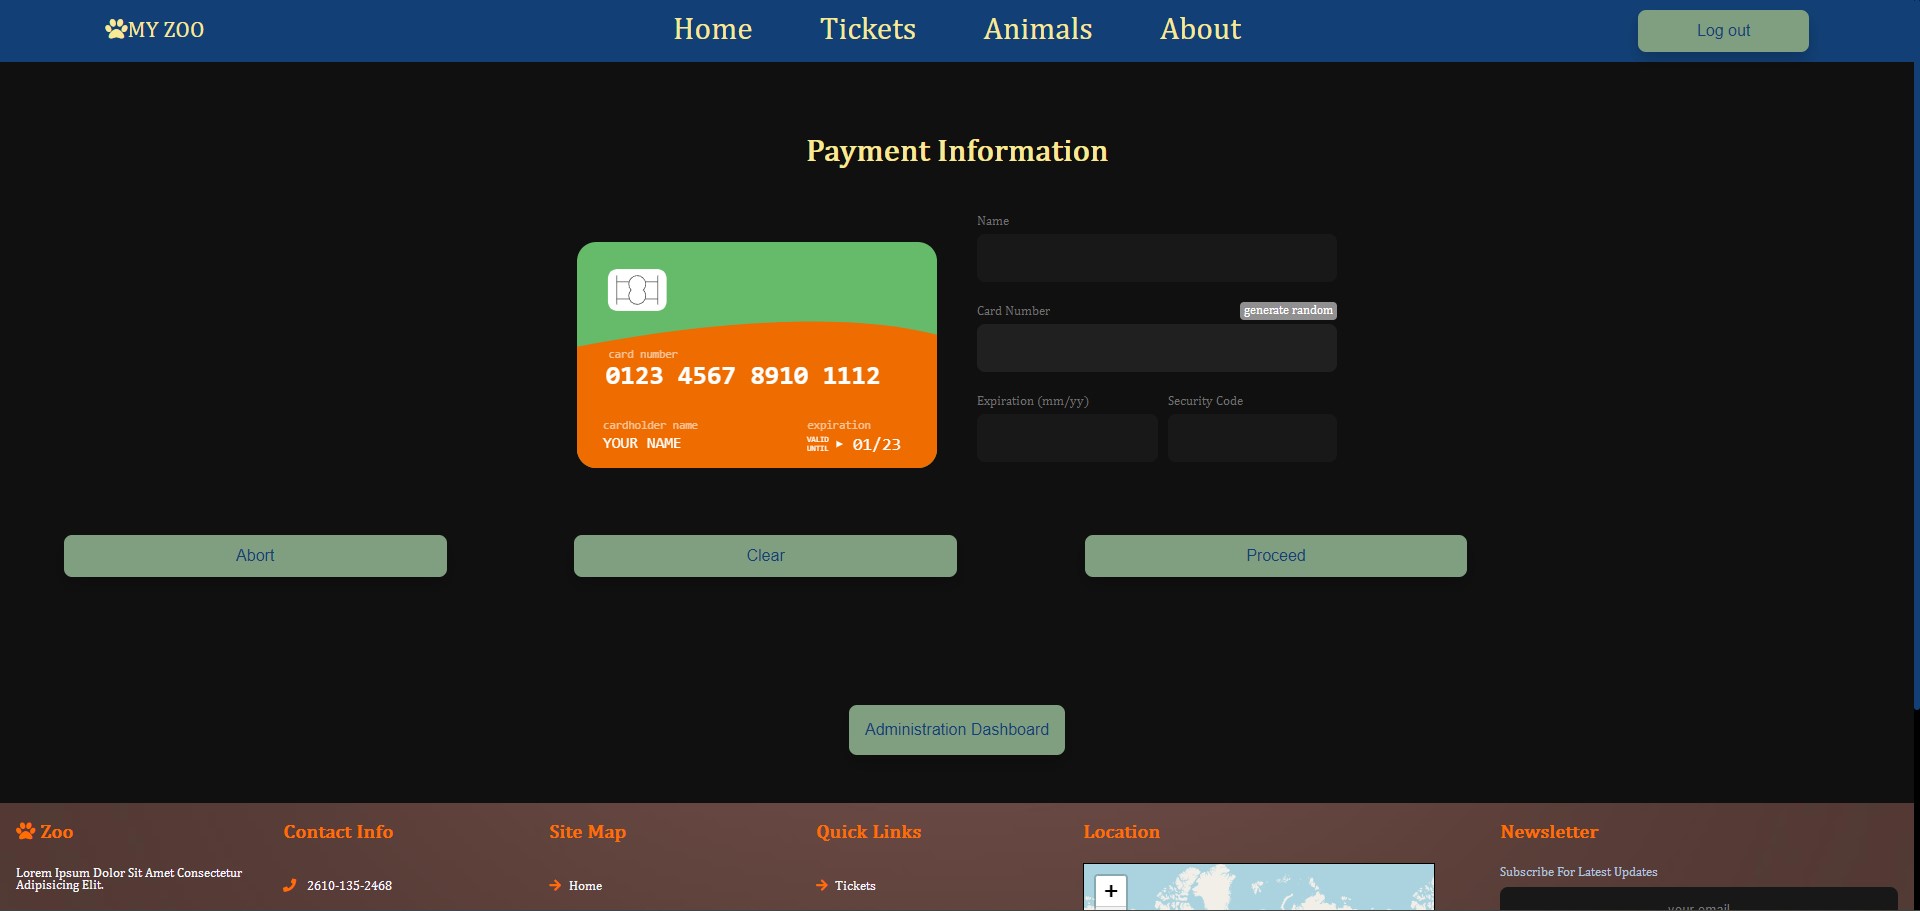 MY ZOO
Home Tickets Animals About
Log out
Payment Information
Name
Card Number
generate random
Expiration (mm/yy)
Security Code
card number
0123 4567 8910 1112
cardholder name
YOUR NAME
expiration
VALID
UNTIL
01/23
Abort
Clear
Proceed
Administration Dashboard
Zoo
Lorem Ipsum Dolor Sit Amet Consectetur
Adipisicing Elit.
Contact Info
2610-135-2468
Site Map
Home
Quick Links
Tickets
Location
+
Newsletter
Subscribe For Latest Updates
your email